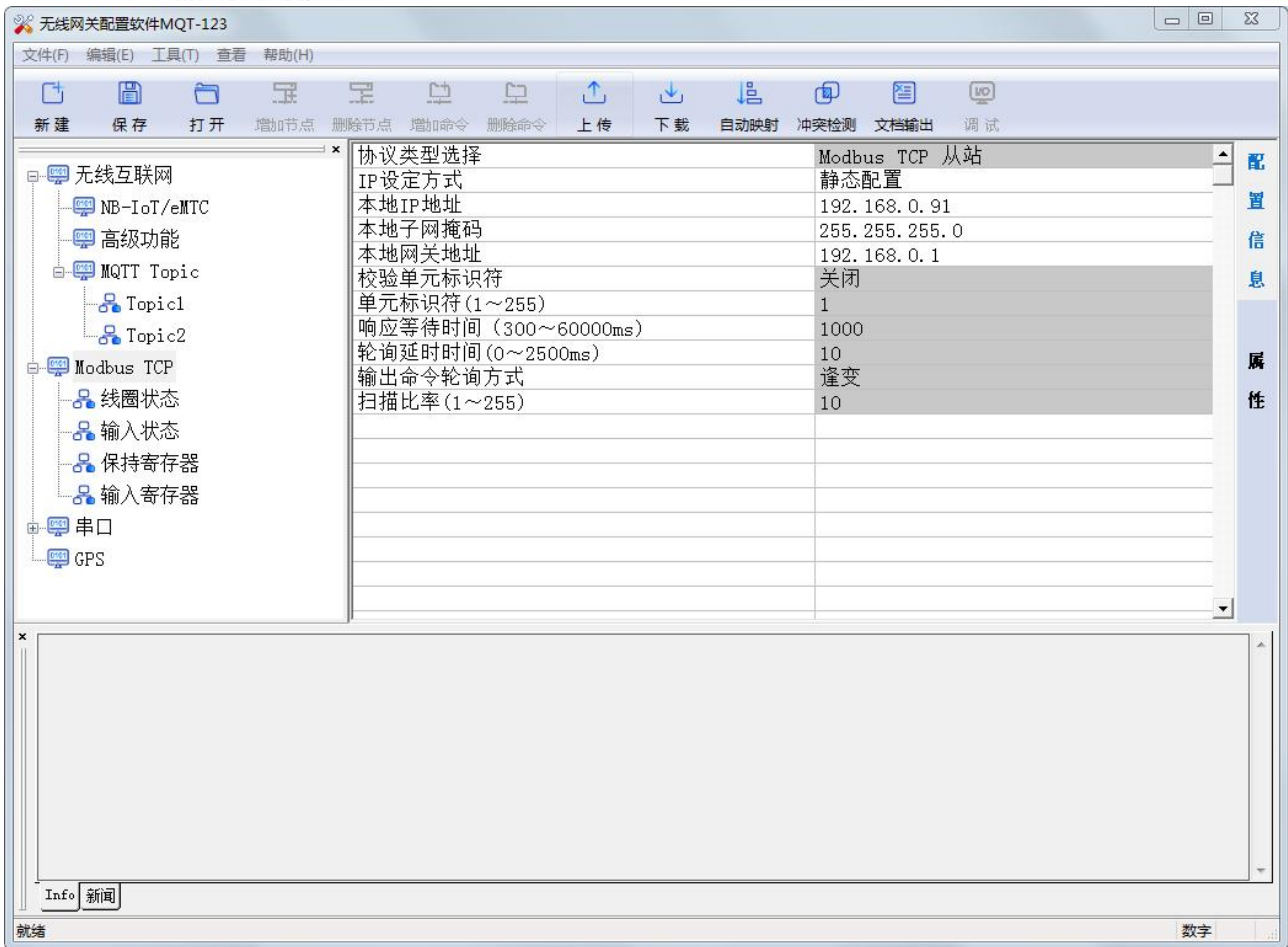 无线网关配置软件MQT-123
文件(F) 编辑(E) 工具(T) 查看 帮助(H)
新建 保存 打开 增加节点 删除节点 增加命令 删除命令 上传 下载 自动映射 冲突检测 文档输出 调试
无线互联网
NB-IoT/eMTC
高级功能
MQTT Topic
Topic1
Topic2
Modbus TCP
线圈状态
输入状态
保持寄存器
输入寄存器
串口
GPS
协议类型选择 Modbus TCP 从站
IP设定方式 静态配置
本地IP地址 192.168.0.91
本地子网掩码 255.255.255.0
本地网关地址 192.168.0.1
校验单元标识符 关闭
单元标识符(1～255) 1
响应等待时间（300～60000ms） 1000
轮询延时时间(0～2500ms) 10
输出命令轮询方式 逢变
扫描比率(1～255) 10
配置信息
属性
Info 新闻
就绪 数字